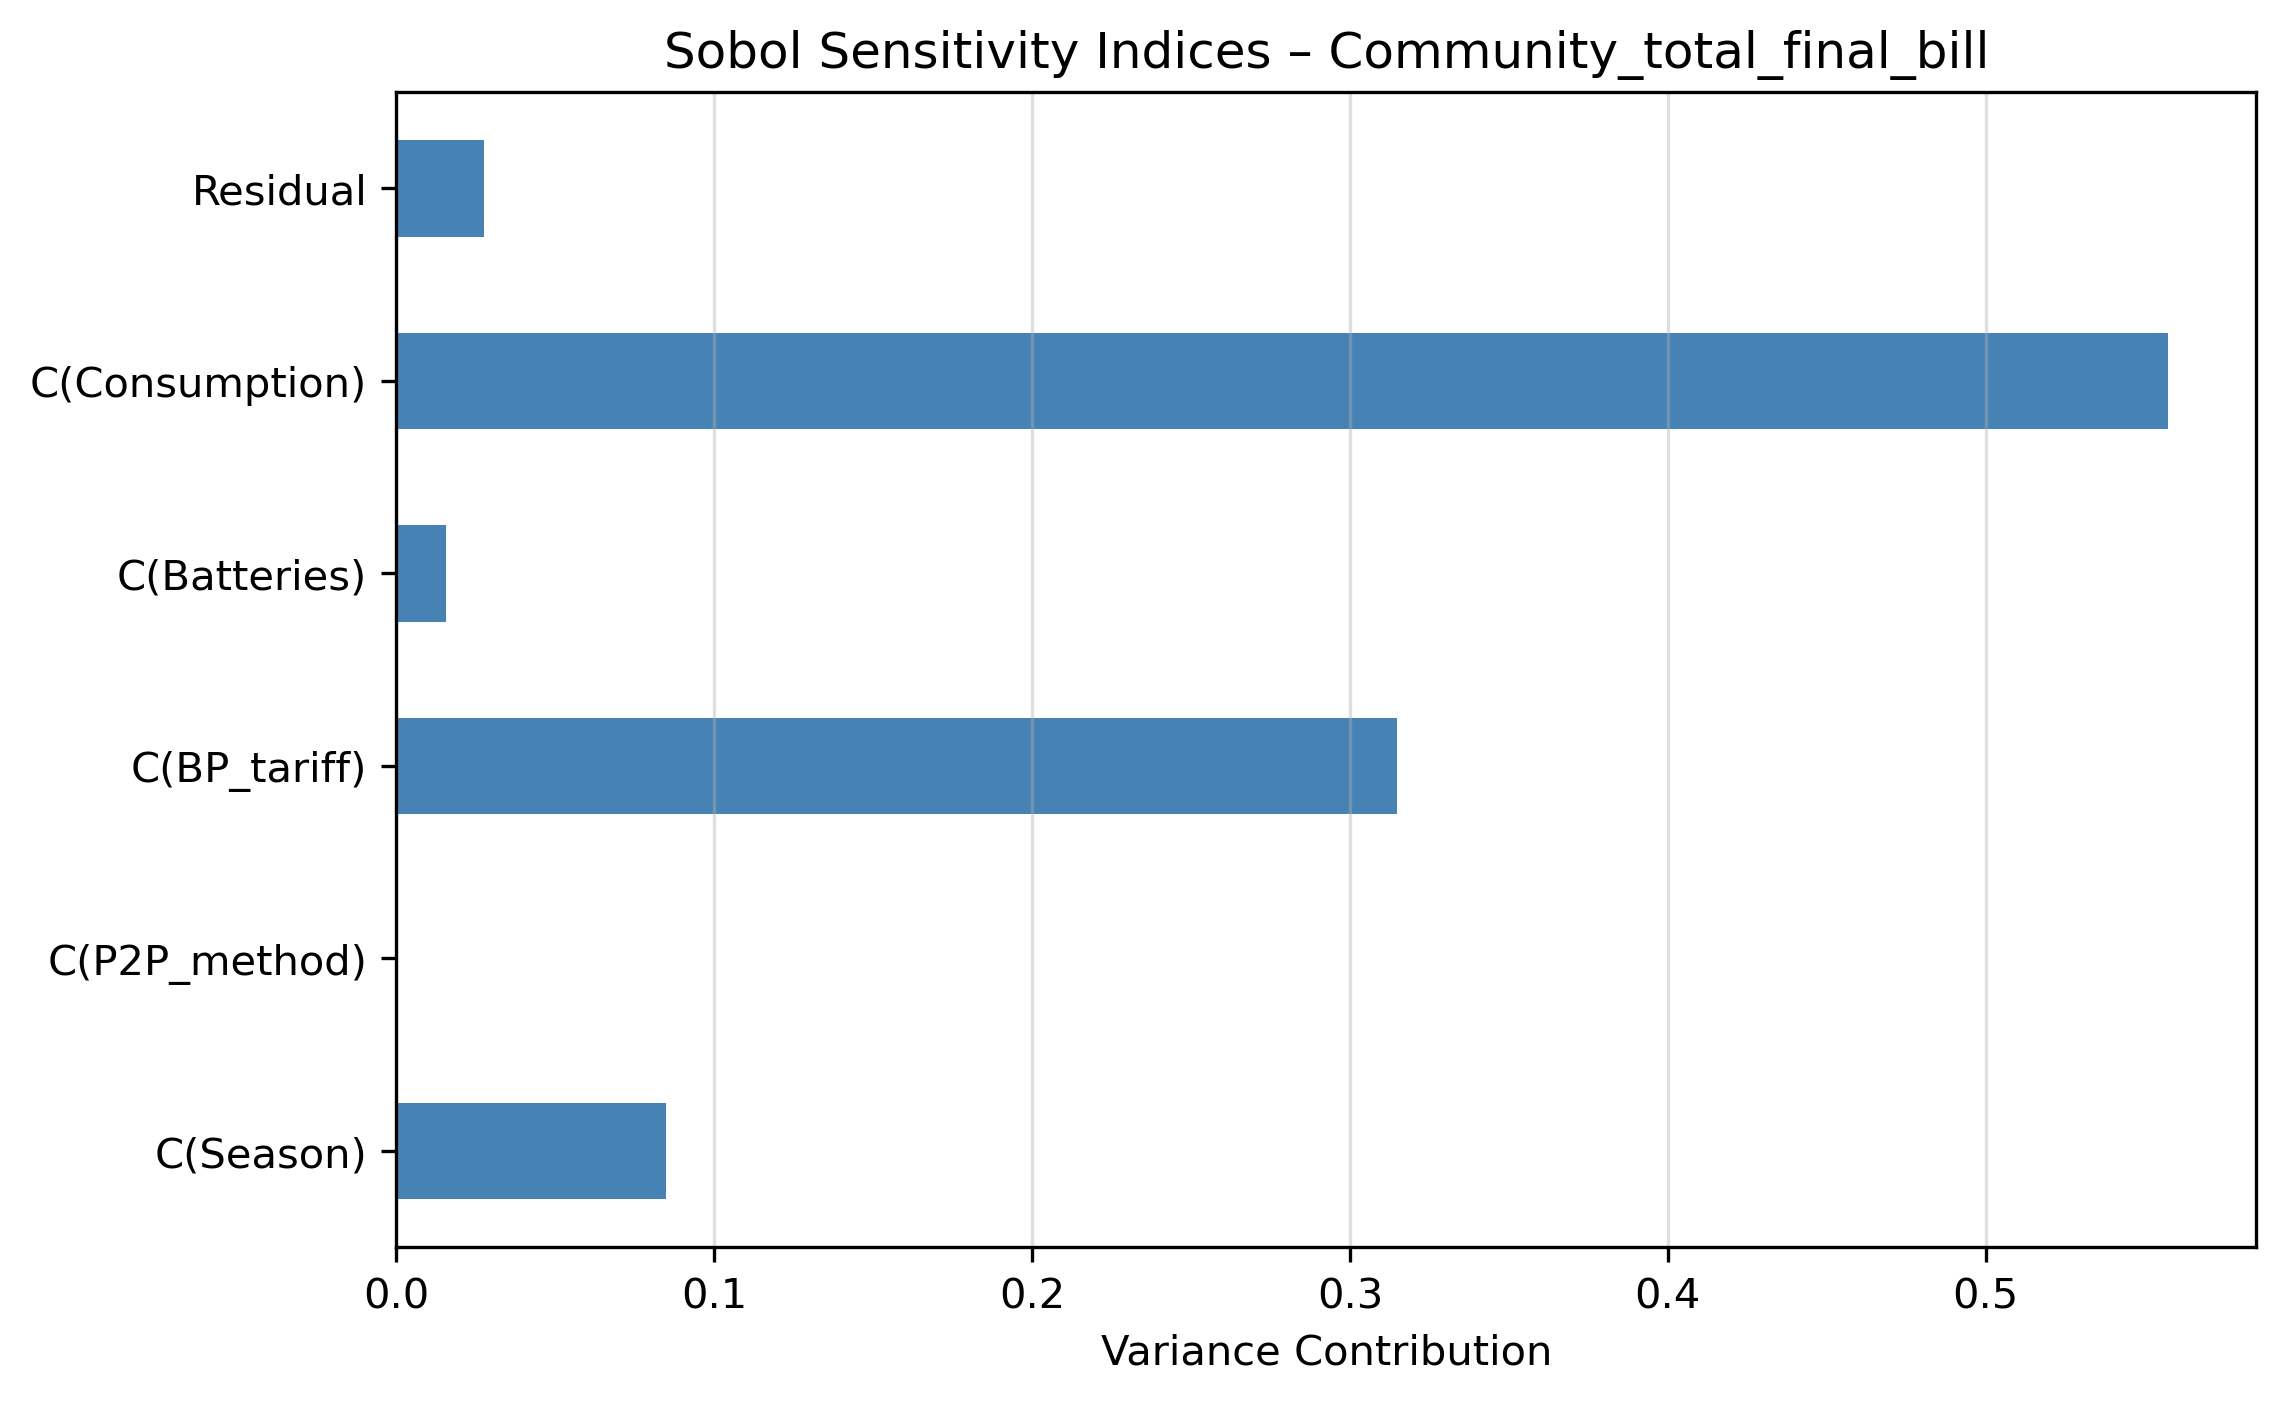 Sobol Sensitivity Indices – Community_total_final_bill
Residual
C(Consumption)
C(Batteries)
C(BP_tariff)
C(P2P_method)
C(Season)
0.0 0.1 0.2 0.3 0.4 0.5
Variance Contribution